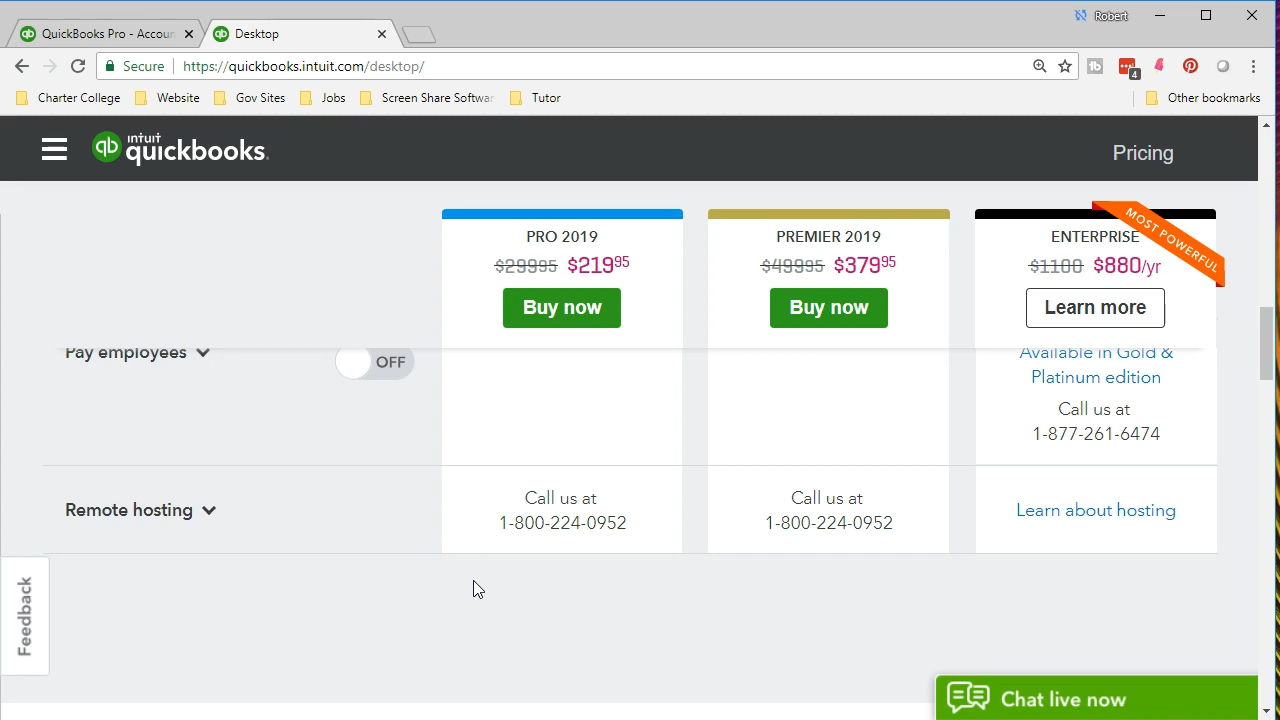 Robert
QuickBooks Pro - Accoun
Desktop
Secure
https://quickbooks.intuit.com/desktop/
4
Charter College
Website
Gov Sites
Jobs
Screen Share Softwar
Tutor
Other bookmarks
qb intuit quickbooks.
Pricing
MOST POWERFUL
PRO 2019
PREMIER 2019
ENTERPRISE
$29995 $21995
$49995 $37995
$1100 $880/yr
Buy now
Buy now
Learn more
Pay employees
OFF
Available in Gold &
Platinum edition
Call us at
1-877-261-6474
Remote hosting
Call us at
1-800-224-0952
Call us at
1-800-224-0952
Learn about hosting
Feedback
Chat live now